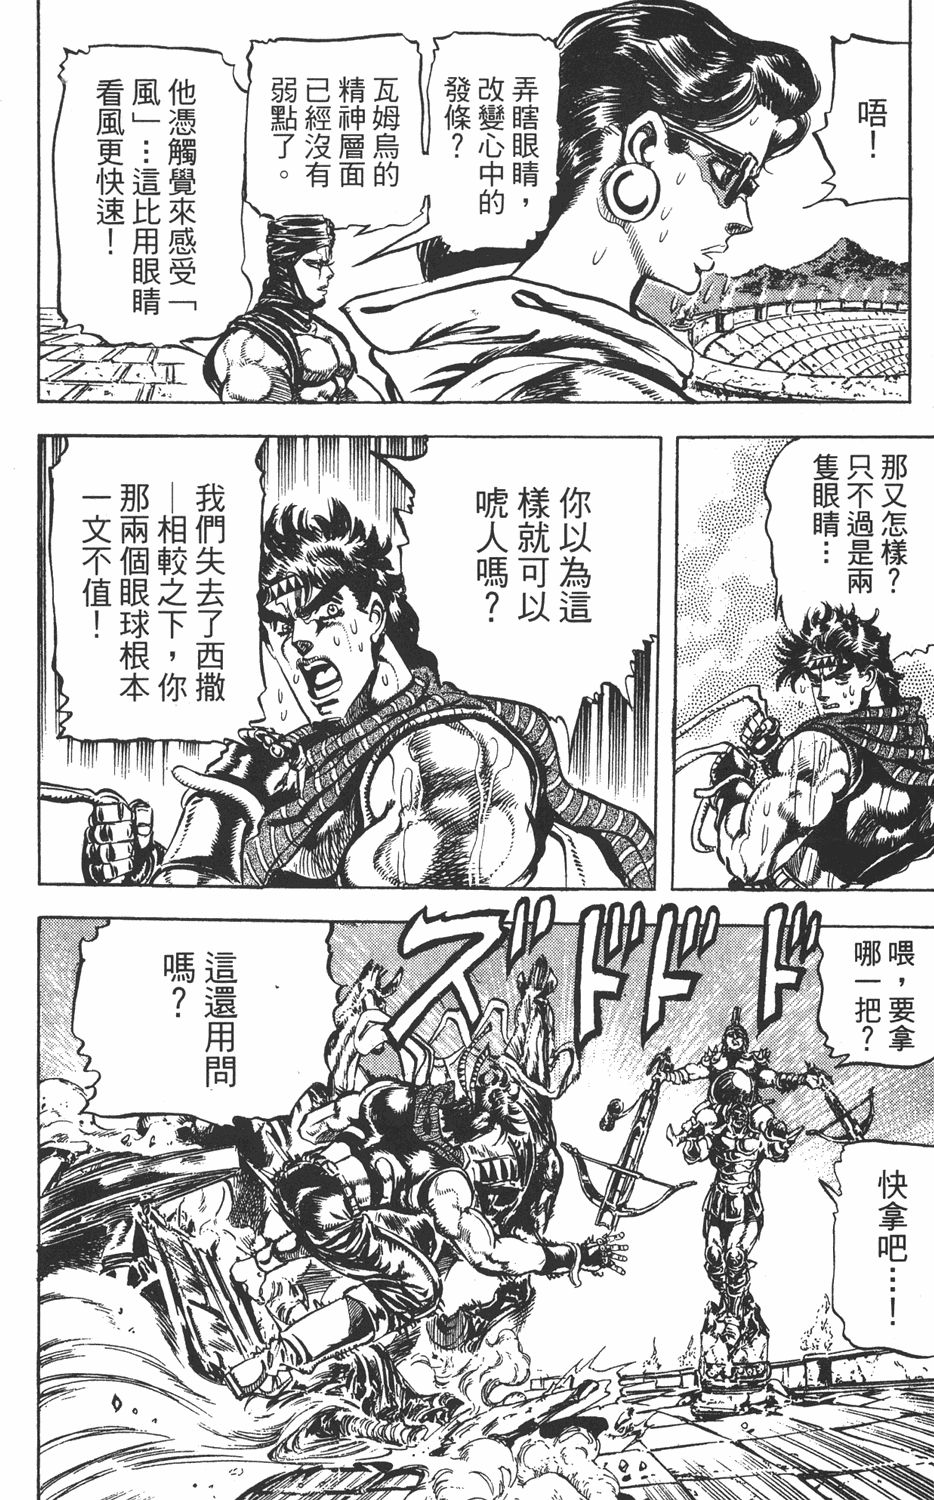 唔！
弄瞎眼睛，
改變心中的
發條？
瓦姆烏的
精神層面
已經沒有
弱點了。
他憑觸覺來感受「
風」…這比用眼睛
看風更快速！
那又怎樣？
只不過是兩
隻眼睛…
你以為這
樣就可以
唬人嗎？
我們失去了西撒
—相較之下，你
那兩個眼球根本
一文不值！
喂，要拿
哪一把？
ドドドズ
快拿吧…！
這還用問
嗎？